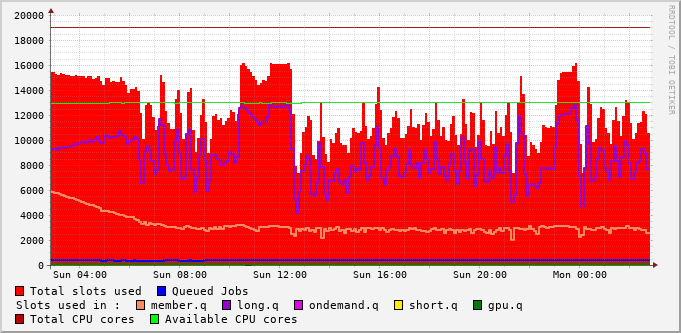 RRDTOOL / TOBI OETIKER
20000
18000
16000
14000
12000
10000
8000
6000
4000
2000
0
Sun 04:00 Sun 08:00 Sun 12:00 Sun 16:00 Sun 20:00 Mon 00:00
Total slots used Queued Jobs
Slots used in : member.q long.q ondemand.q short.q gpu.q
Total CPU cores Available CPU cores